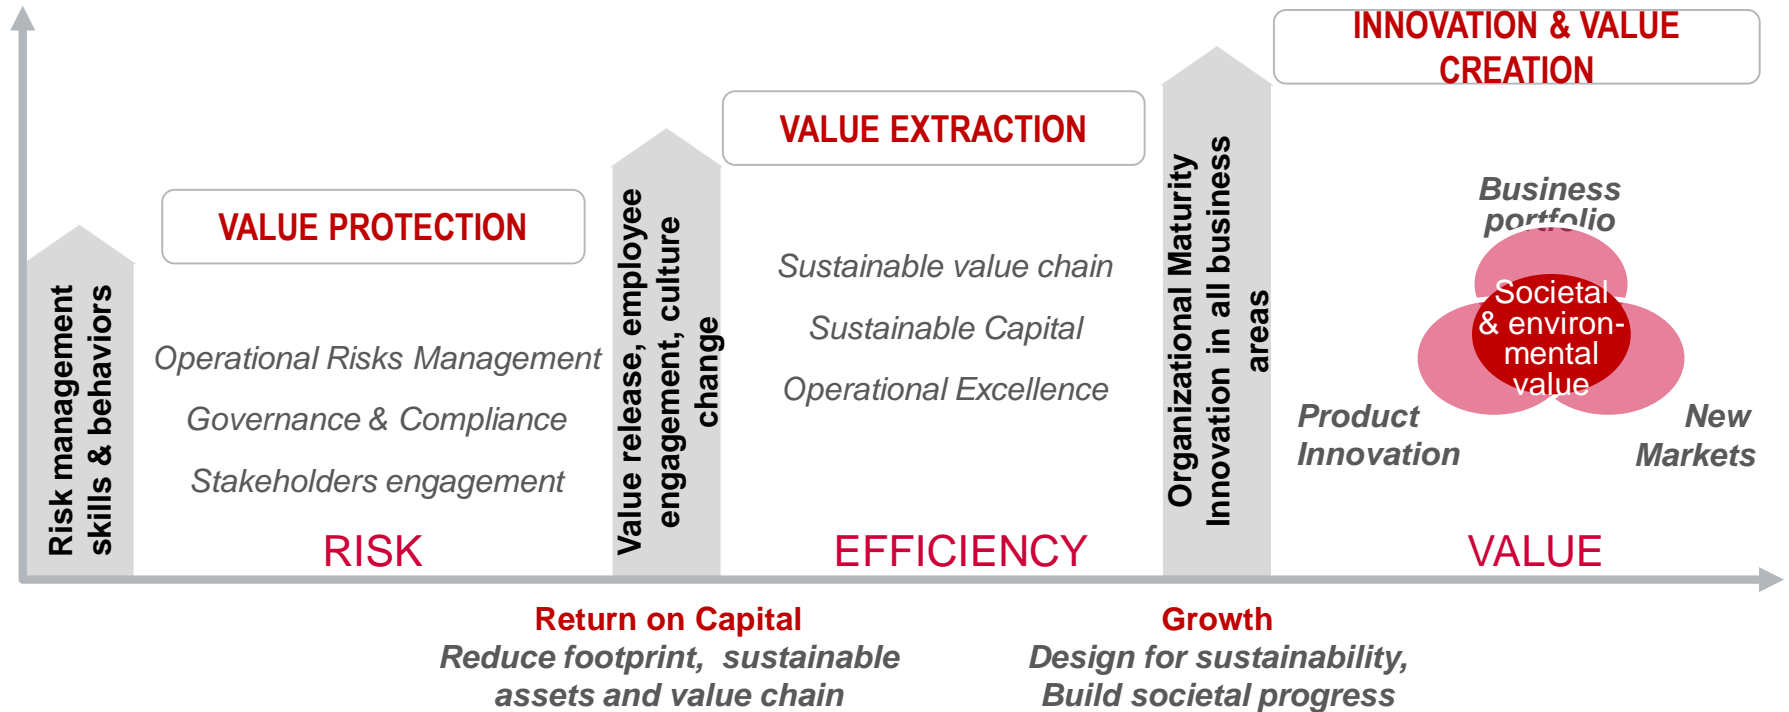 Risk management
skills & behaviors
VALUE PROTECTION
Operational Risks Management
Governance & Compliance
Stakeholders engagement
RISK
Value release, employee
engagement, culture
change
VALUE EXTRACTION
Sustainable value chain
Sustainable Capital
Operational Excellence
EFFICIENCY
Organizational Maturity
Innovation in all business
areas
INNOVATION & VALUE
CREATION
Business
portfolio
Societal
& environ-
mental
value
Product
Innovation
New
Markets
VALUE
Return on Capital
Reduce footprint, sustainable
assets and value chain
Growth
Design for sustainability,
Build societal progress